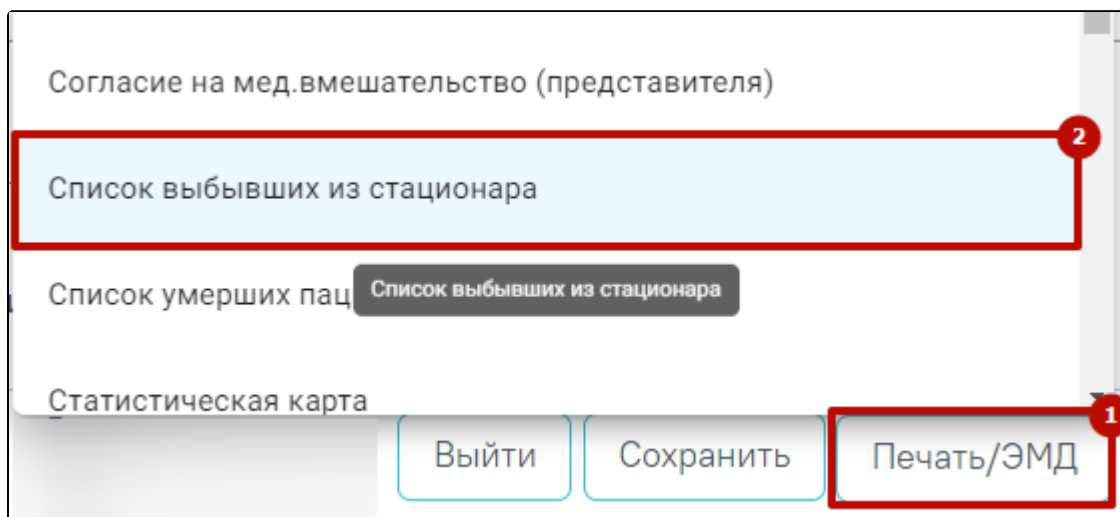 Согласие на мед.вмешательство (представителя)
2
Список выбывших из стационара
Список умерших пац
Список выбывших из стационара
Статистическая карта
1
Выйти
Сохранить
Печать/ЭМД